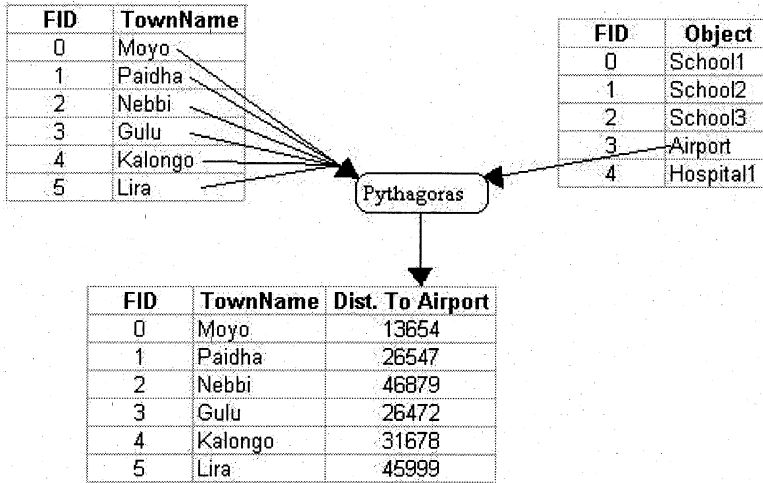 FID TownName
0 Moyo
1 Paidha
2 Nebbi
3 Gulu
4 Kalongo
5 Lira
FID Object
0 School1
1 School2
2 School3
3 Airport
4 Hospital1
Pythagoras
FID TownName Dist. To Airport
0 Moyo 13654
1 Paidha 26547
2 Nebbi 46879
3 Gulu 26472
4 Kalongo 31678
5 Lira 45999